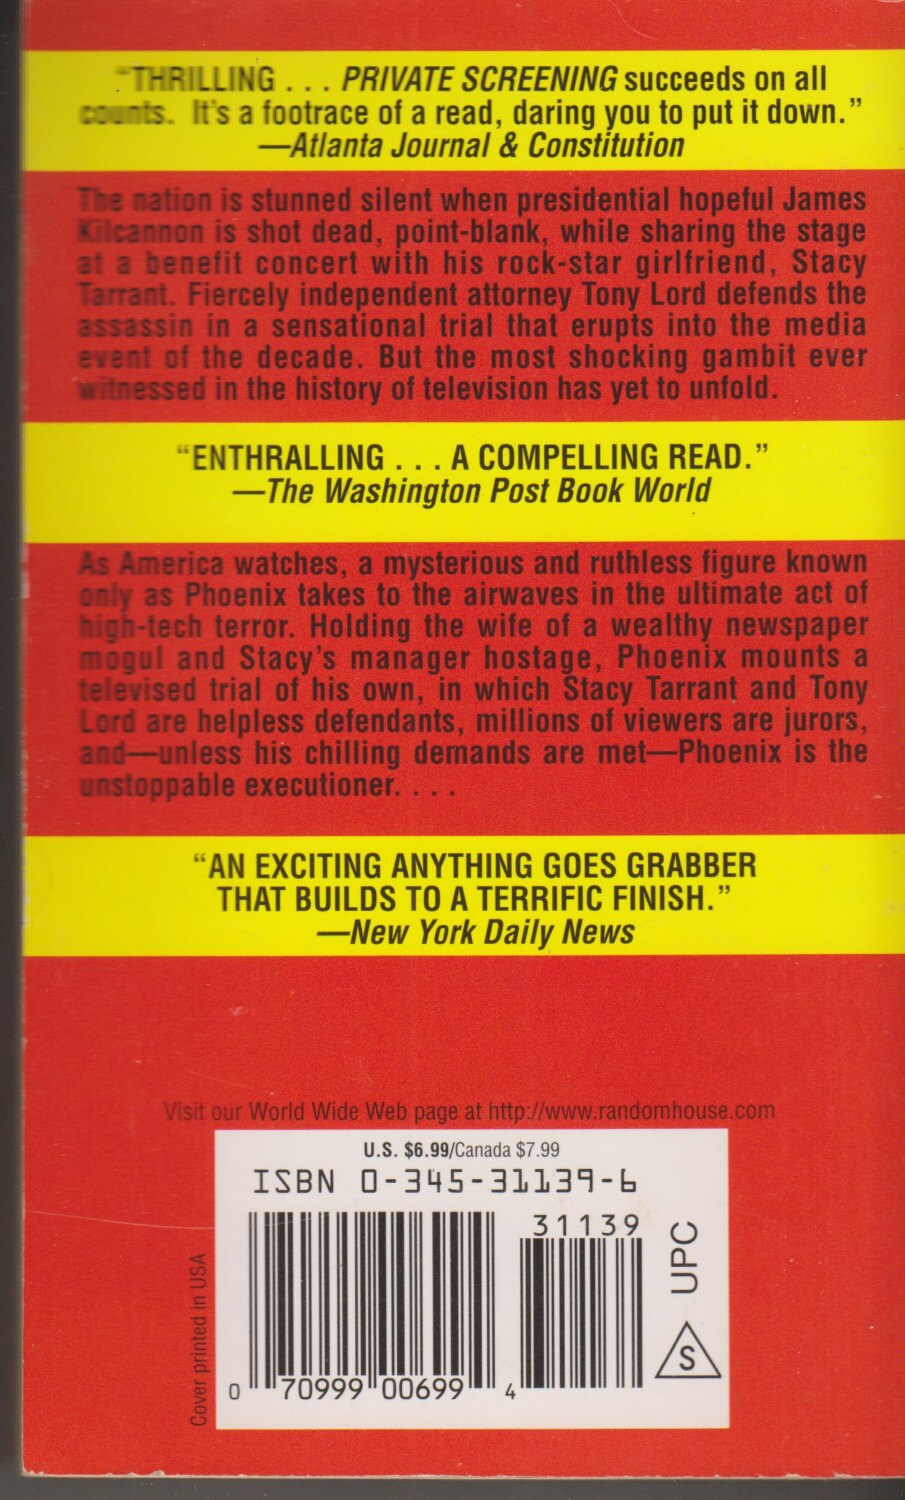 “THRILLING . . . PRIVATE SCREENING succeeds on all
counts. It's a footrace of a read, daring you to put it down.”
—Atlanta Journal & Constitution
The nation is stunned silent when presidential hopeful James
Kilcannon is shot dead, point-blank, while sharing the stage
at a benefit concert with his rock-star girlfriend, Stacy
Tarrant. Fiercely independent attorney Tony Lord defends the
assassin in a sensational trial that erupts into the media
event of the decade. But the most shocking gambit ever
witnessed in the history of television has yet to unfold.
“ENTHRALLING . . . A COMPELLING READ.”
—The Washington Post Book World
As America watches, a mysterious and ruthless figure known
only as Phoenix takes to the airwaves in the ultimate act of
high-tech terror. Holding the wife of a wealthy newspaper
mogul and Stacy's manager hostage, Phoenix mounts a
televised trial of his own, in which Stacy Tarrant and Tony
Lord are helpless defendants, millions of viewers are jurors,
and—unless his chilling demands are met—Phoenix is the
unstoppable executioner. . . .
“AN EXCITING ANYTHING GOES GRABBER
THAT BUILDS TO A TERRIFIC FINISH.”
—New York Daily News
Visit our World Wide Web page at http://www.randomhouse.com
U.S. $6.99/Canada $7.99
ISBN 0-345-31139-6
31139
0 70999 00699 4
UPC
S
Cover printed in USA